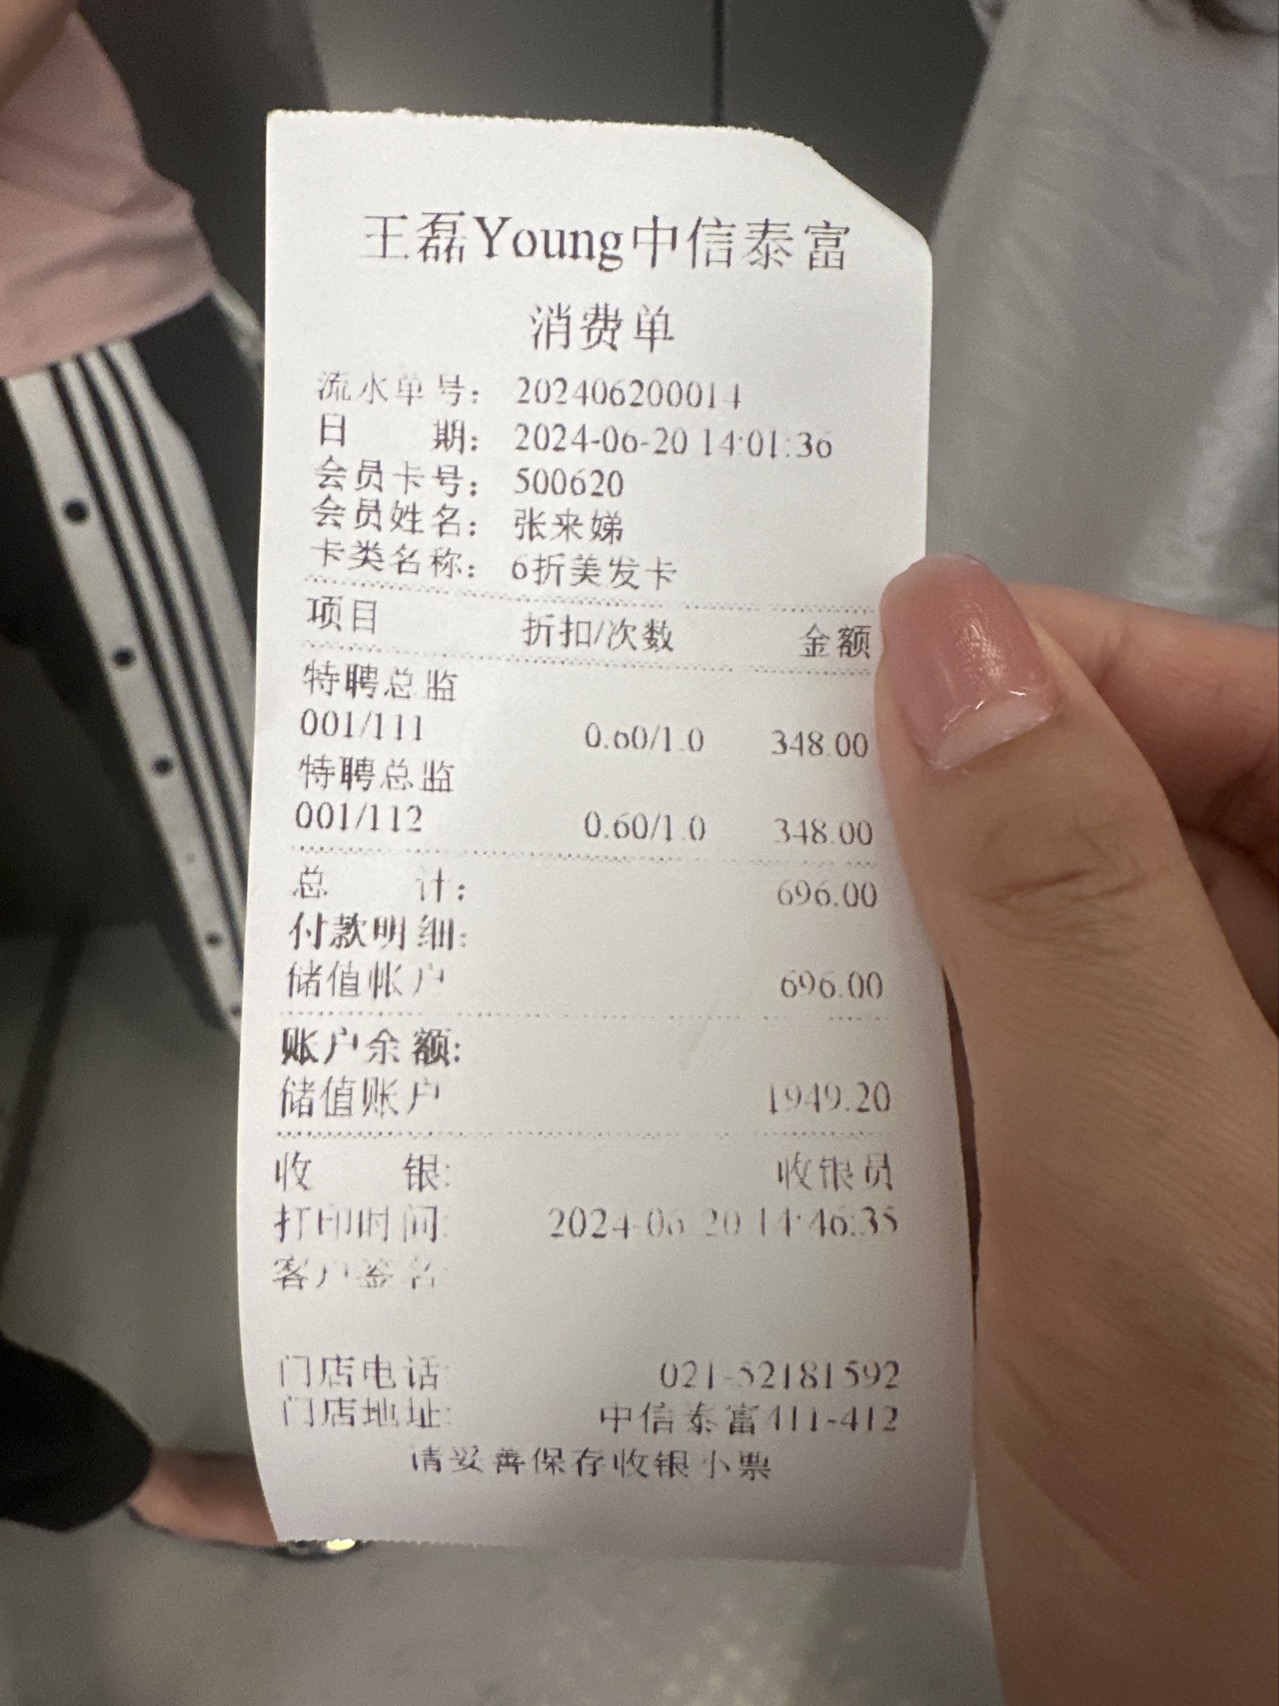 王磊Young中信泰富
消费单
流水单号： 202406200014
日 期： 2024-06-20 14:01:36
会员卡号： 500620
会员姓名： 张来娣
卡类名称： 6折美发卡
项目 折扣/次数 金额
特聘总监
001/111 0.60/1.0 348.00
特聘总监
001/112 0.60/1.0 348.00
总 计： 696.00
付款明细:
储值帐户 696.00
账户余额:
储值账户 1949.20
收 银: 收银员
打印时间: 2024-06-20 14:46:35
客户签名:
门店电话: 021-52181592
门店地址: 中信泰富411-412
请妥善保存收银小票